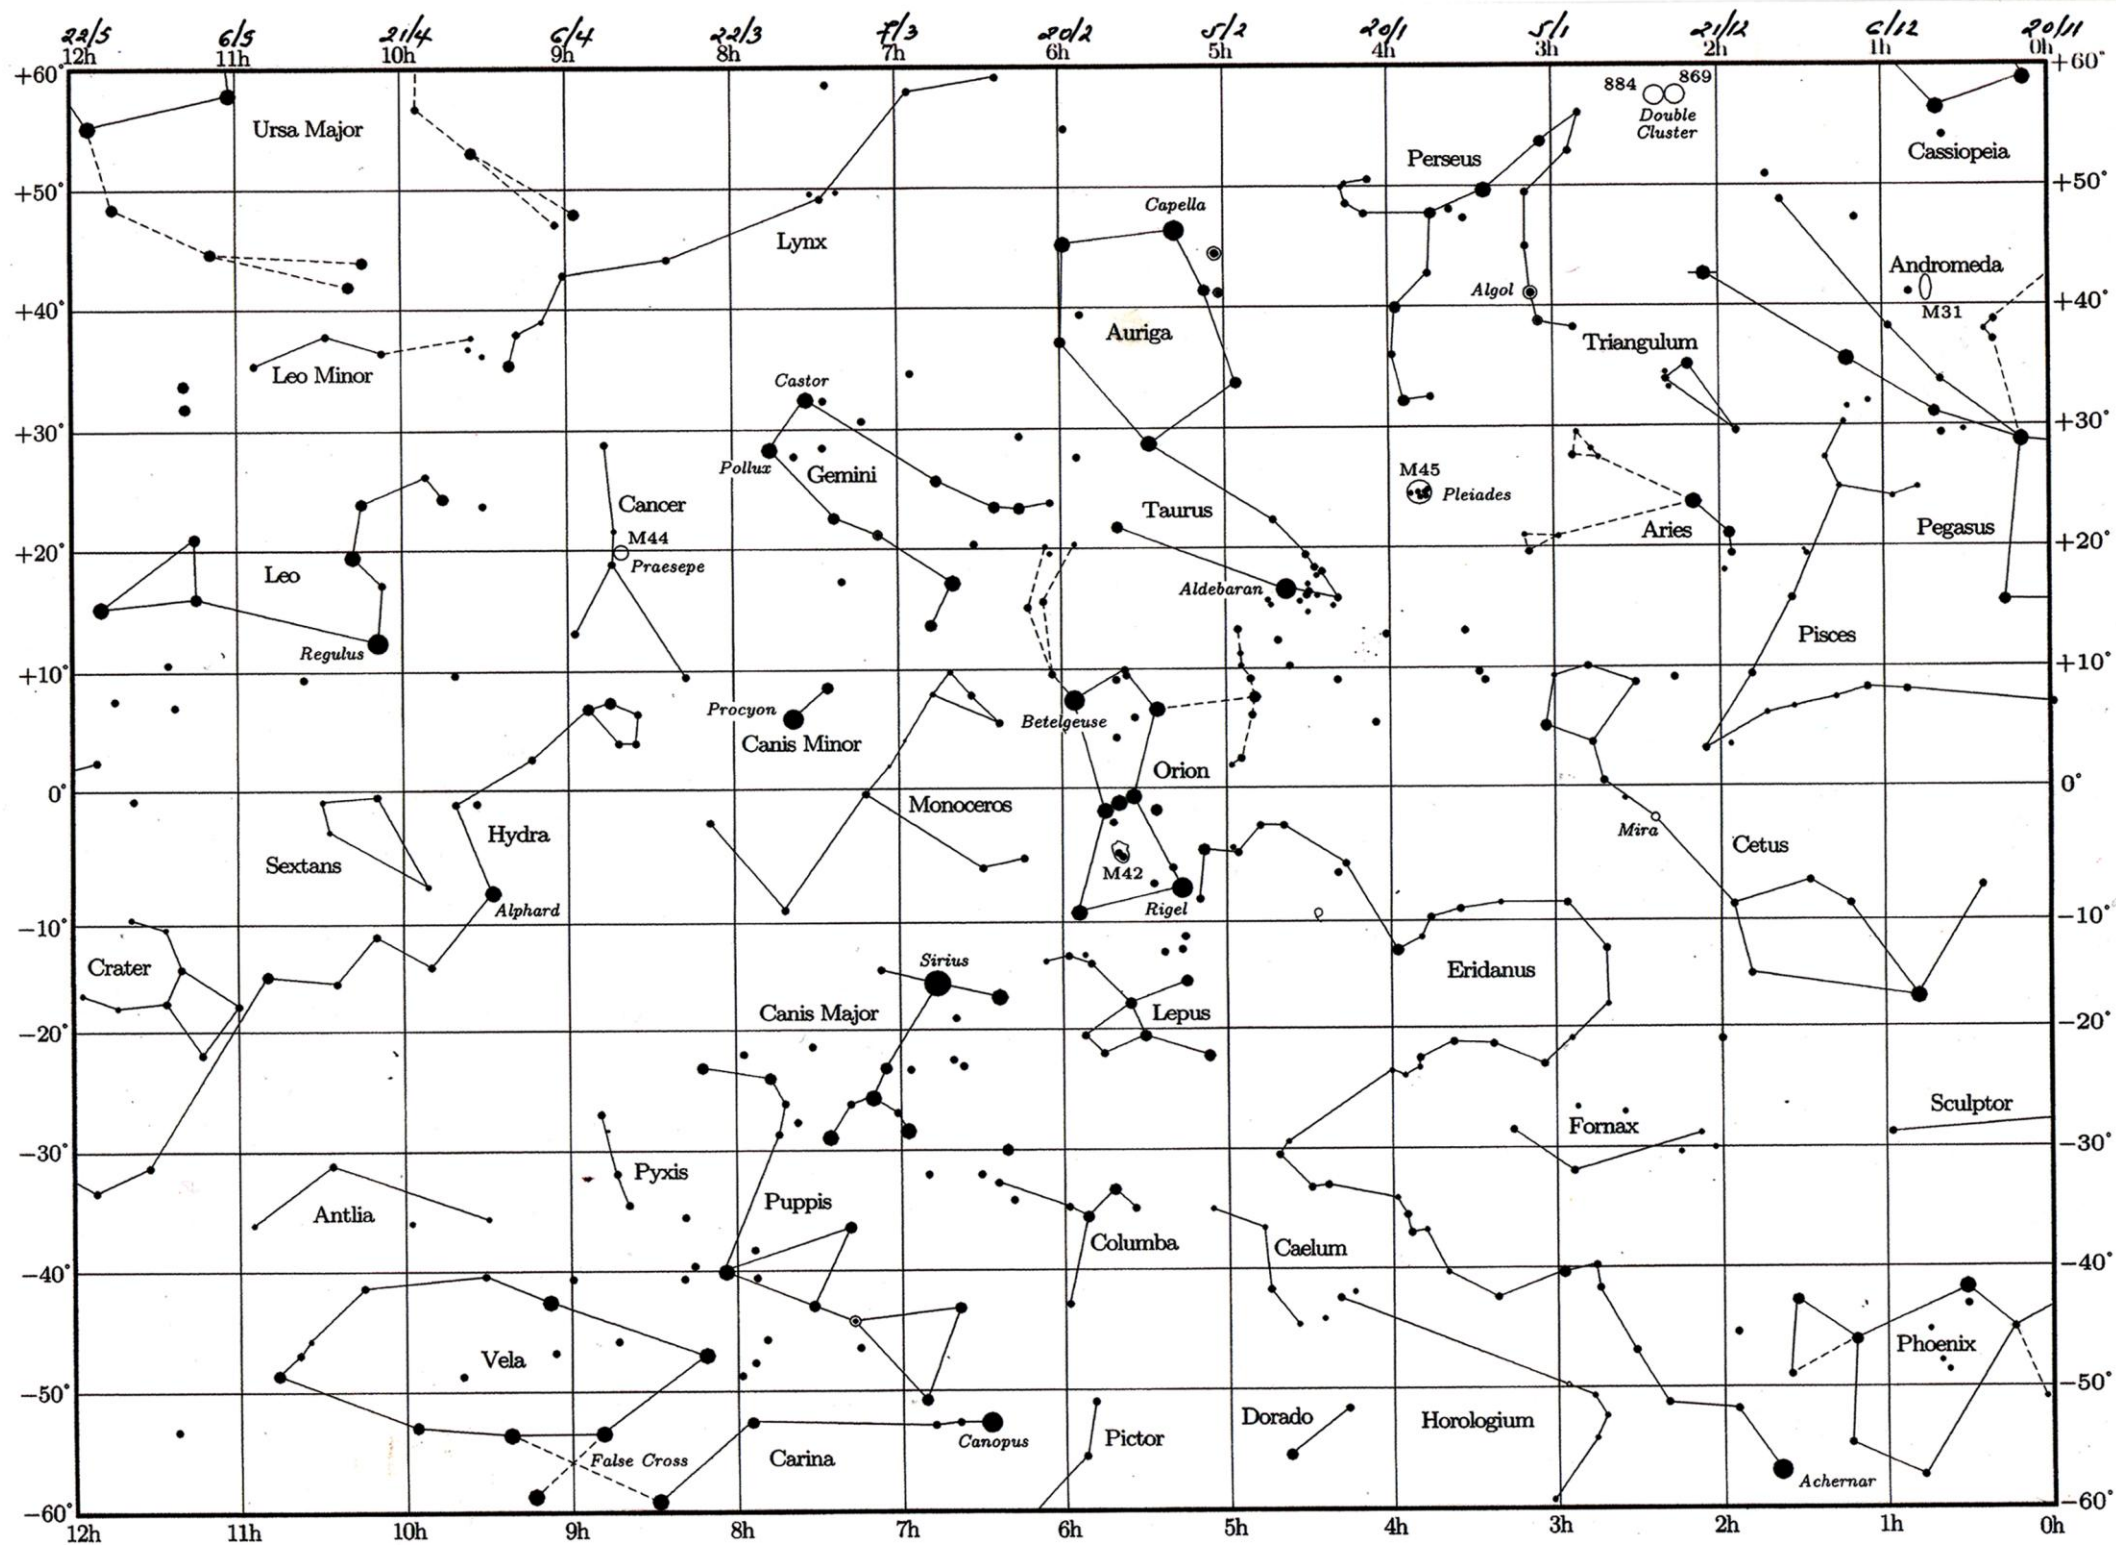 22/5 6/5 21/4 6/4 22/3 7/3 20/2 5/2 20/1 5/1 21/12 6/12 20/11
12h 11h 10h 9h 8h 7h 6h 5h 4h 3h 2h 1h 0h
+60° +60°
884 869
Double
Cluster
Ursa Major
Perseus
Cassiopeia
+50° +50°
Capella
Lynx
Andromeda
Algol
M31
+40° +40°
Auriga
Triangulum
Leo Minor
Castor
+30° +30°
Pollux
Gemini
M45
Pleiades
Cancer
Taurus
Aries
Pegasus
M44
+20° +20°
Praesepe
Leo
Aldebaran
Pisces
Regulus
+10° +10°
Procyon
Betelgeuse
Canis Minor
Orion
0° 0°
Monoceros
Hydra
Mira
Cetus
Sextans
M42
Alphard
Rigel
−10° −10°
Crater
Sirius
Eridanus
Canis Major
Lepus
−20° −20°
Sculptor
Fornax
−30° −30°
Pyxis
Puppis
Antlia
Columba
Caelum
−40° −40°
Vela
Phoenix
−50° −50°
Dorado
Horologium
Pictor
Canopus
False Cross
Carina
Achernar
−60° −60°
12h 11h 10h 9h 8h 7h 6h 5h 4h 3h 2h 1h 0h